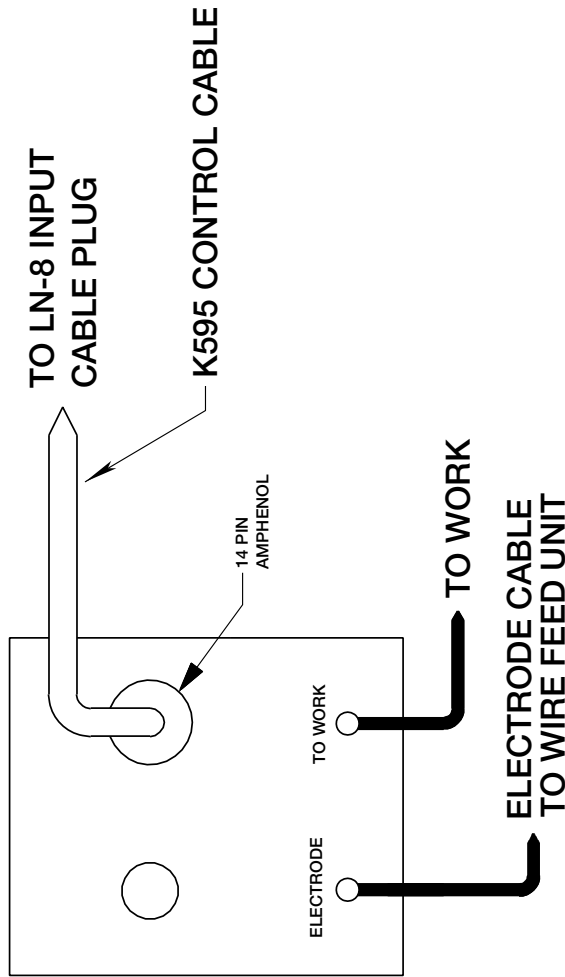 TO LN-8 INPUT
CABLE PLUG
K595 CONTROL CABLE
14 PIN
AMPHENOL
TO WORK
ELECTRODE
TO WORK
ELECTRODE CABLE
TO WIRE FEED UNIT